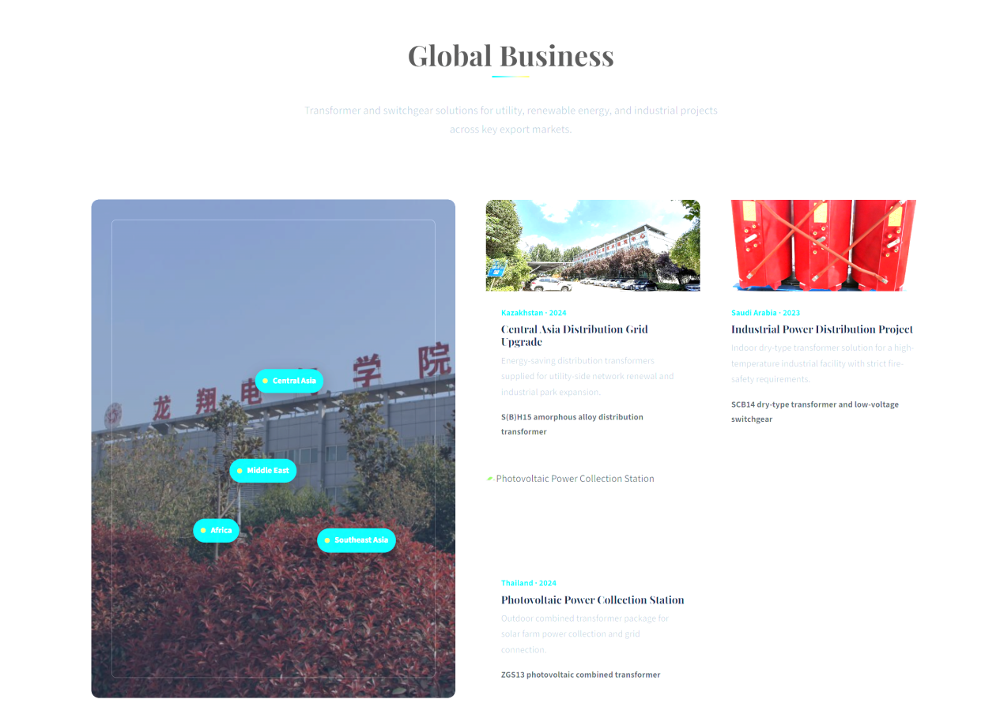 Global Business
Transformer and switchgear solutions for utility, renewable energy, and industrial projects
across key export markets.
龙翔电 学院
Central Asia
Middle East
Africa
Southeast Asia
Kazakhstan · 2024
Central Asia Distribution Grid
Upgrade
Energy-saving distribution transformers
supplied for utility-side network renewal and
industrial park expansion.
S(B)H15 amorphous alloy distribution
transformer
Saudi Arabia · 2023
Industrial Power Distribution Project
Indoor dry-type transformer solution for a high-
temperature industrial facility with strict fire-
safety requirements.
SCB14 dry-type transformer and low-voltage
switchgear
Photovoltaic Power Collection Station
Thailand · 2024
Photovoltaic Power Collection Station
Outdoor combined transformer package for
solar farm power collection and grid
connection.
ZGS13 photovoltaic combined transformer